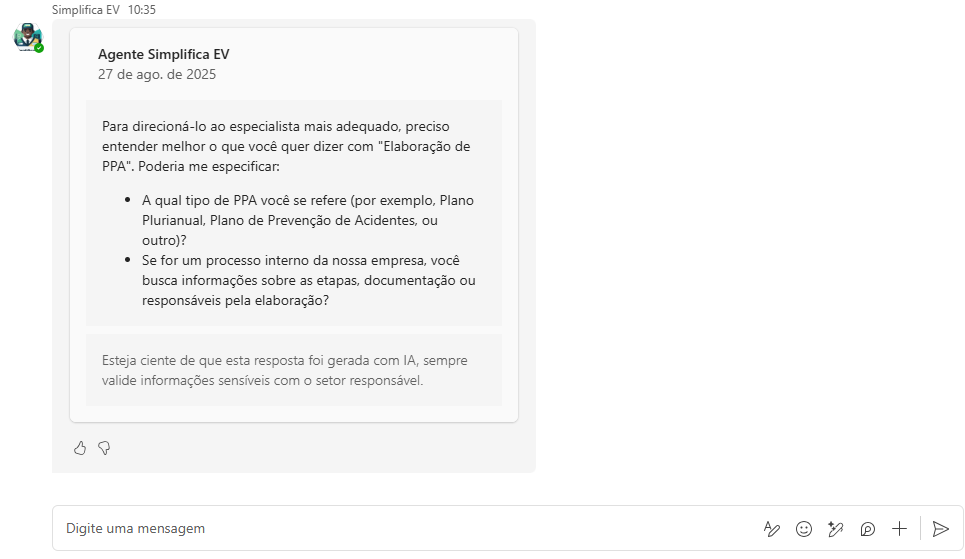 Simplifica EV 10:35
Agente Simplifica EV
27 de ago. de 2025
Para direcioná-lo ao especialista mais adequado, preciso
entender melhor o que você quer dizer com "Elaboração de
PPA". Poderia me especificar:
• A qual tipo de PPA você se refere (por exemplo, Plano
Plurianual, Plano de Prevenção de Acidentes, ou
outro)?
• Se for um processo interno da nossa empresa, você
busca informações sobre as etapas, documentação ou
responsáveis pela elaboração?
Esteja ciente de que esta resposta foi gerada com IA, sempre
valide informações sensíveis com o setor responsável.
Digite uma mensagem